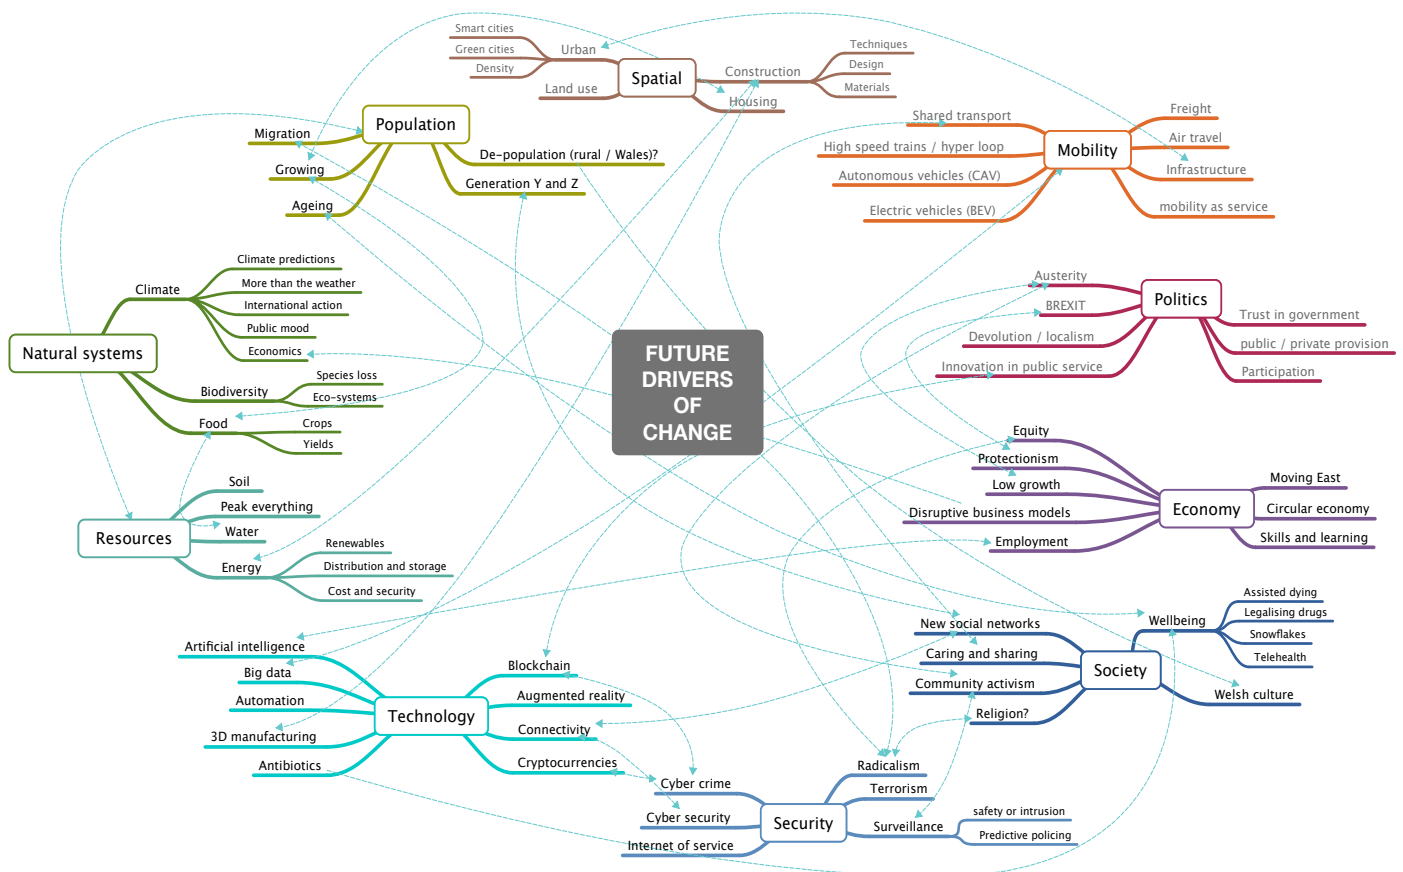 FUTURE
DRIVERS
OF
CHANGE
Spatial
Urban
Smart cities
Green cities
Density
Land use
Construction
Techniques
Design
Materials
Housing
Population
Migration
Growing
Ageing
De-population (rural / Wales)?
Generation Y and Z
Mobility
Shared transport
High speed trains / hyper loop
Autonomous vehicles (CAV)
Electric vehicles (BEV)
Freight
Air travel
Infrastructure
mobility as service
Natural systems
Climate
Climate predictions
More than the weather
International action
Public mood
Economics
Biodiversity
Species loss
Eco-systems
Food
Crops
Yields
Politics
Austerity
BREXIT
Devolution / localism
Innovation in public service
Trust in government
public / private provision
Participation
Resources
Soil
Peak everything
Water
Energy
Renewables
Distribution and storage
Cost and security
Economy
Equity
Protectionism
Low growth
Disruptive business models
Employment
Moving East
Circular economy
Skills and learning
Technology
Artificial intelligence
Big data
Automation
3D manufacturing
Antibiotics
Blockchain
Augmented reality
Connectivity
Cryptocurrencies
Society
New social networks
Caring and sharing
Community activism
Religion?
Wellbeing
Assisted dying
Legalising drugs
Snowflakes
Telehealth
Welsh culture
Security
Cyber crime
Cyber security
Internet of service
Radicalism
Terrorism
Surveillance
safety or intrusion
Predictive policing